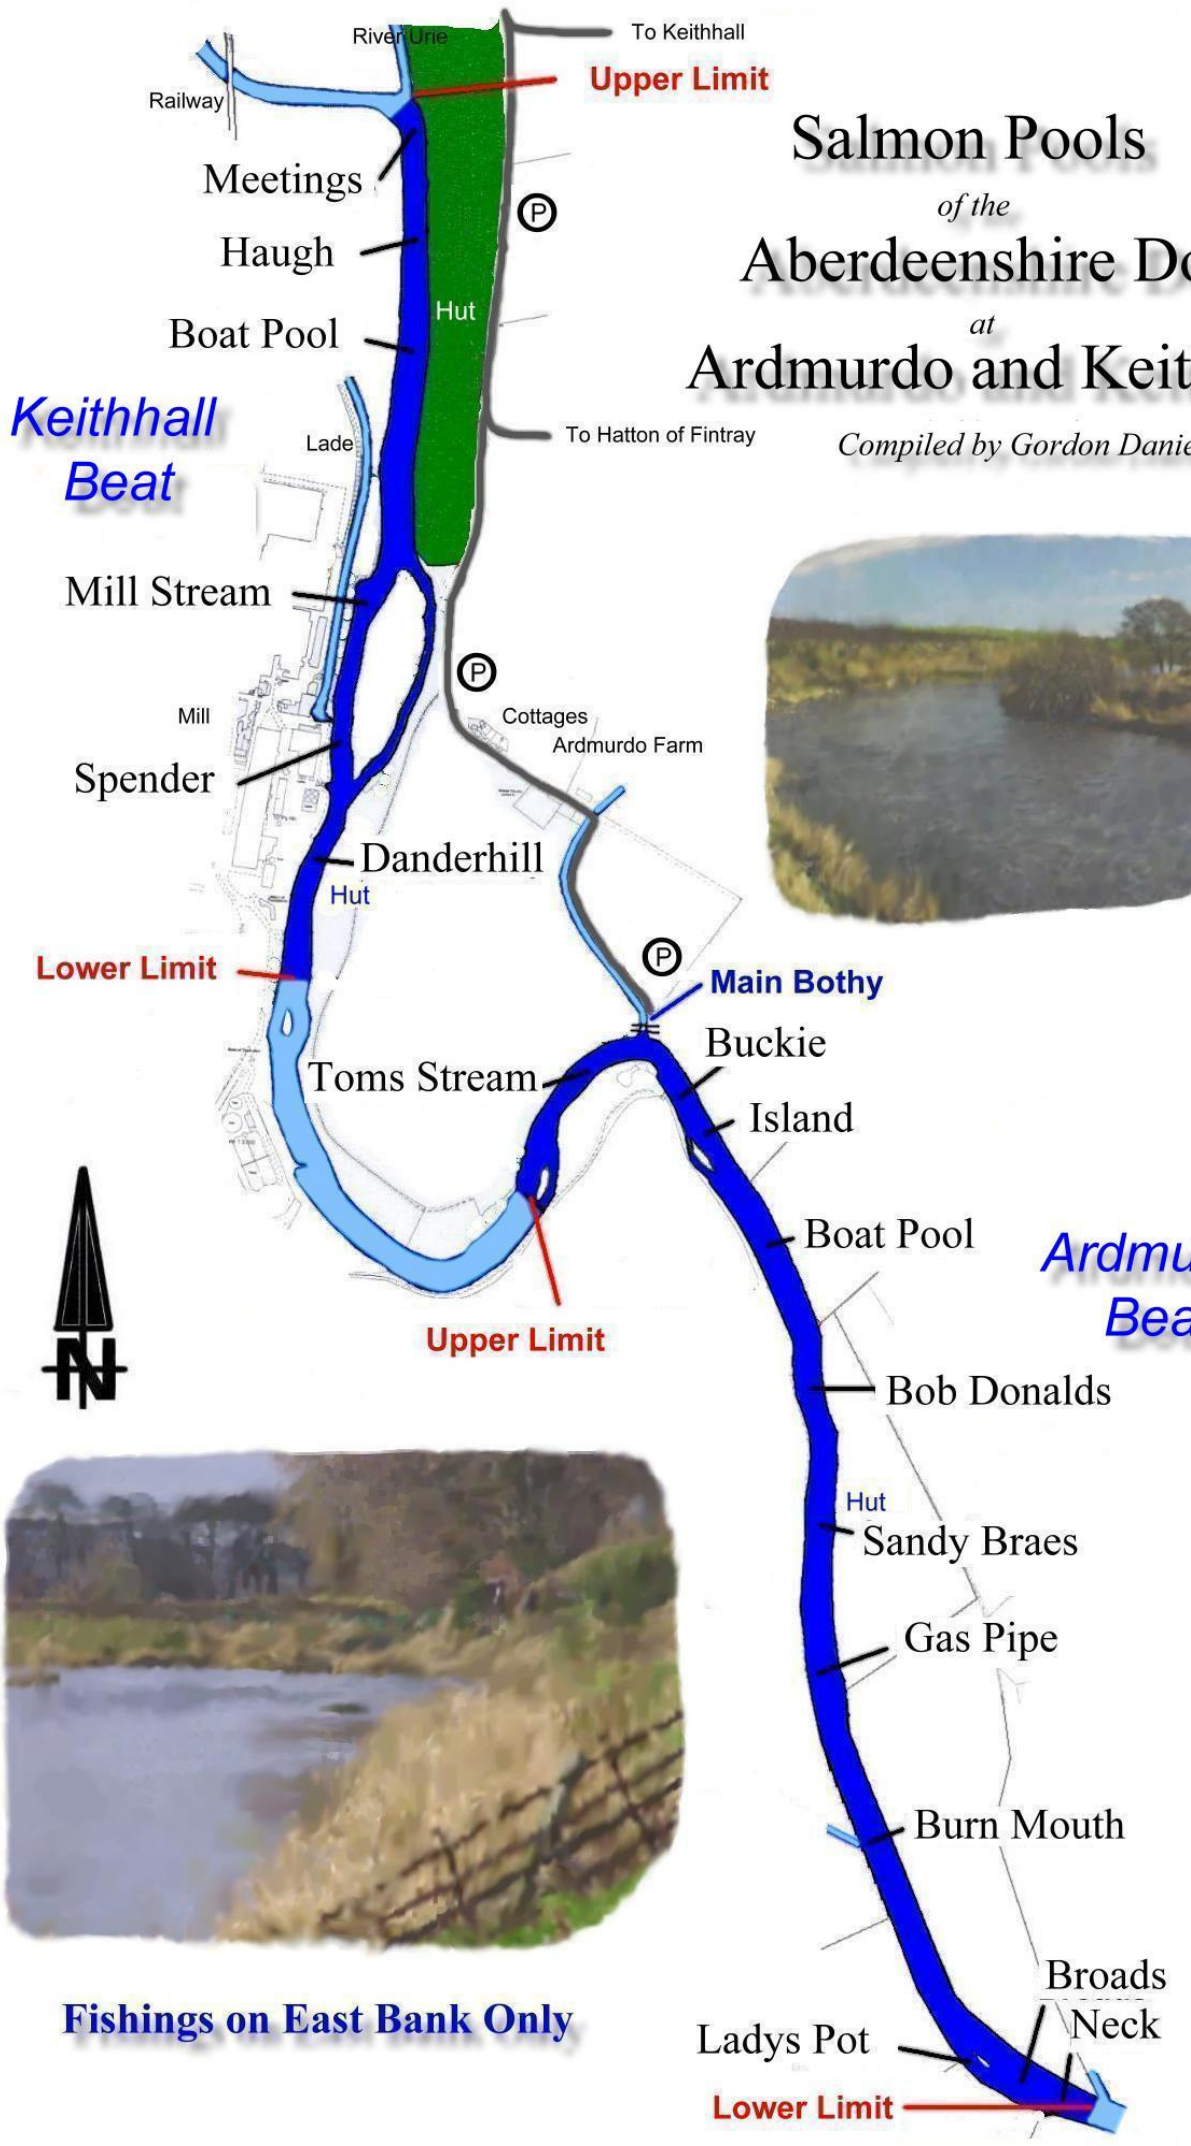 River Urie
To Keithhall
Upper Limit
Railway
Salmon Pools
of the
Aberdeenshire Do
at
Ardmurdo and Keit
Compiled by Gordon Danie
Meetings
P
Haugh
Hut
Boat Pool
Keithhall
Beat
Lade
To Hatton of Fintray
Mill Stream
P
Mill
Cottages
Ardmurdo Farm
Spender
Danderhill
Hut
Lower Limit
P
Main Bothy
Buckie
Toms Stream
Island
Boat Pool
Ardmu
Bea
Upper Limit
N
Bob Donalds
Hut
Sandy Braes
Gas Pipe
Burn Mouth
Broads
Neck
Fishings on East Bank Only
Ladys Pot
Lower Limit